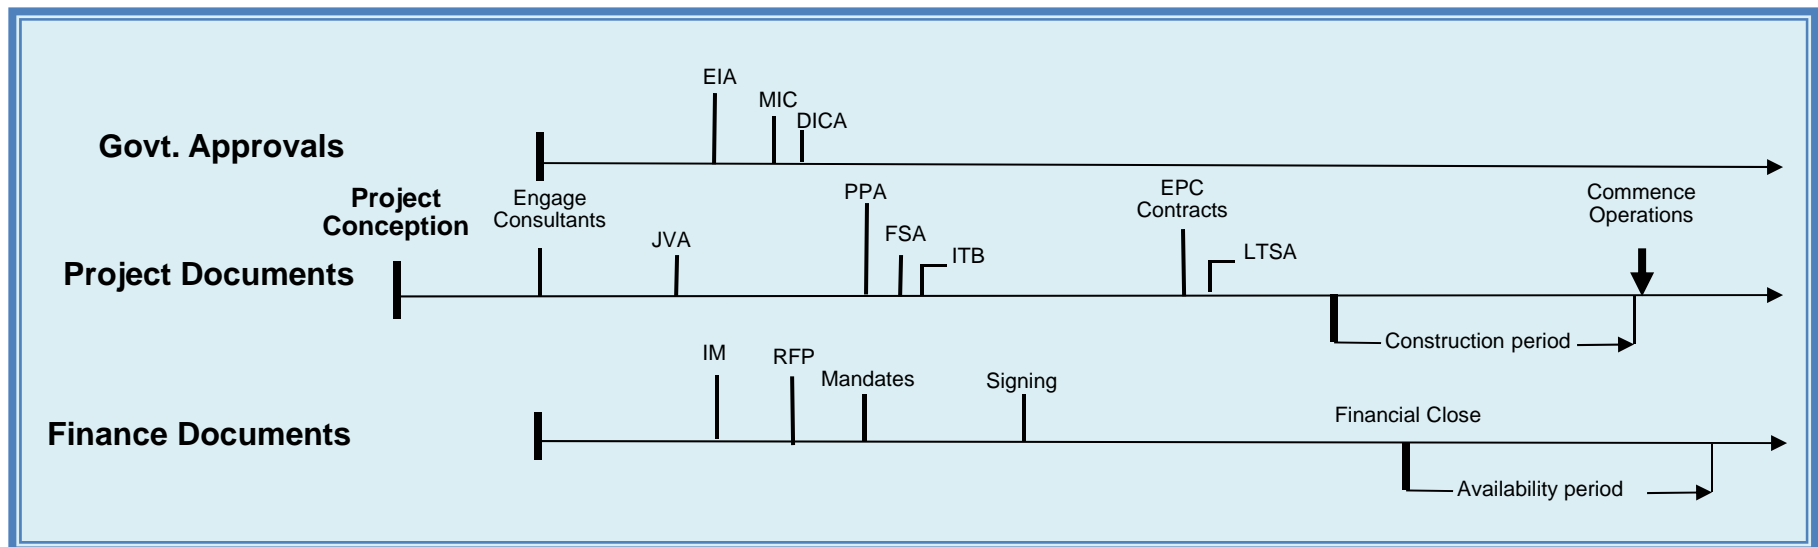 EIA
MIC
DICA
Govt. Approvals
Project
Conception
Engage
Consultants
JVA
PPA
FSA
ITB
EPC
Contracts
LTSA
Commence
Operations
Project Documents
Construction period
IM
RFP
Mandates
Signing
Financial Close
Finance Documents
Availability period